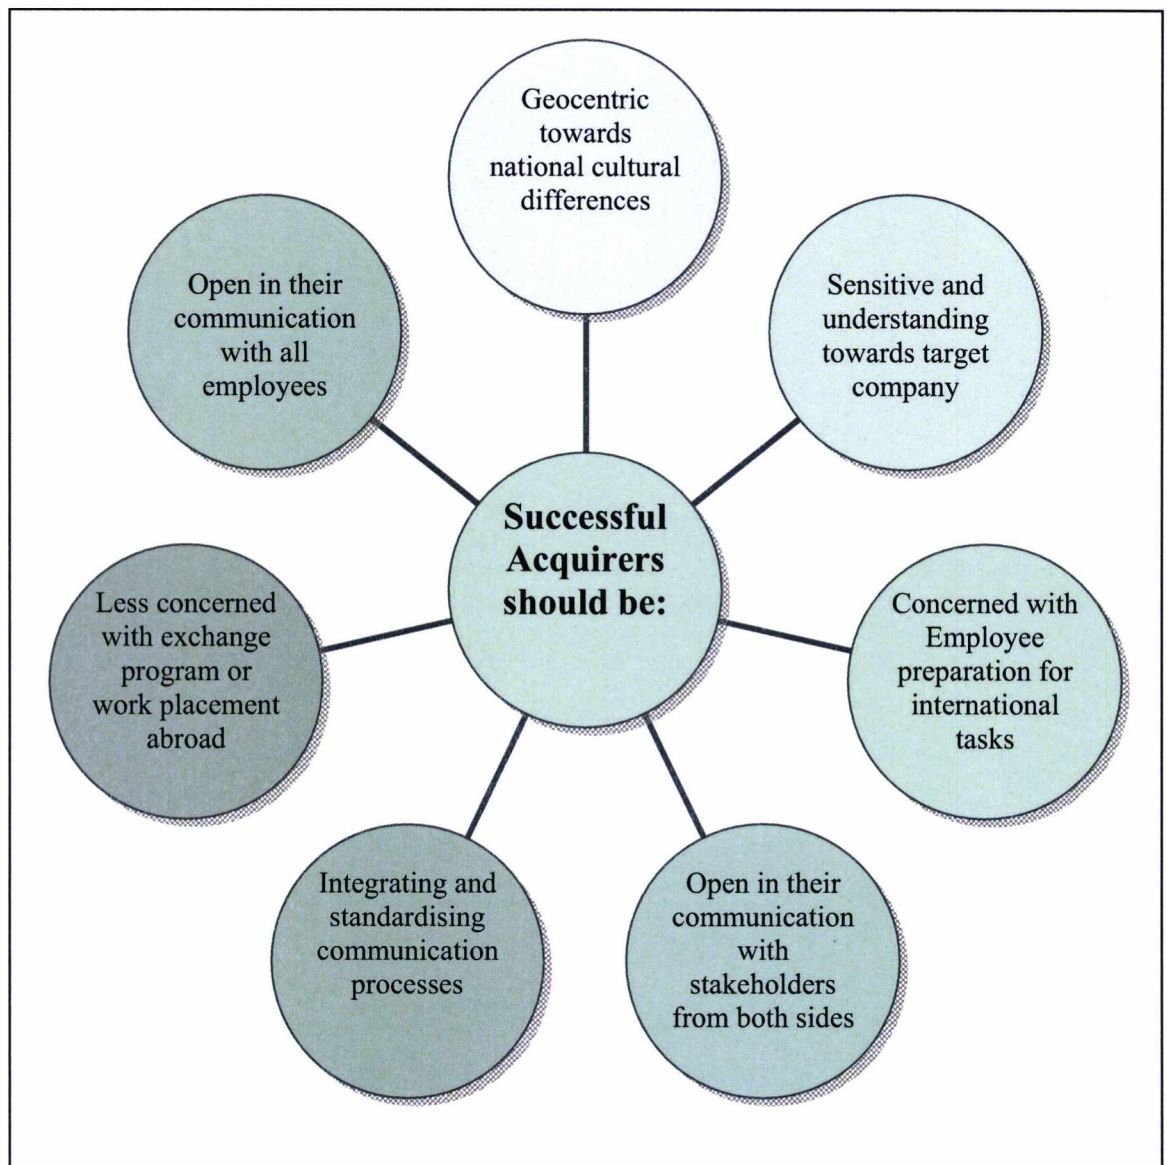 Geocentric
towards
national cultural
differences
Open in their
communication
with all
employees
Sensitive and
understanding
towards target
company
Successful
Acquirers
should be:
Less concerned
with exchange
program or
work placement
abroad
Concerned with
Employee
preparation for
international
tasks
Integrating and
standardising
communication
processes
Open in their
communication
with
stakeholders
from both sides